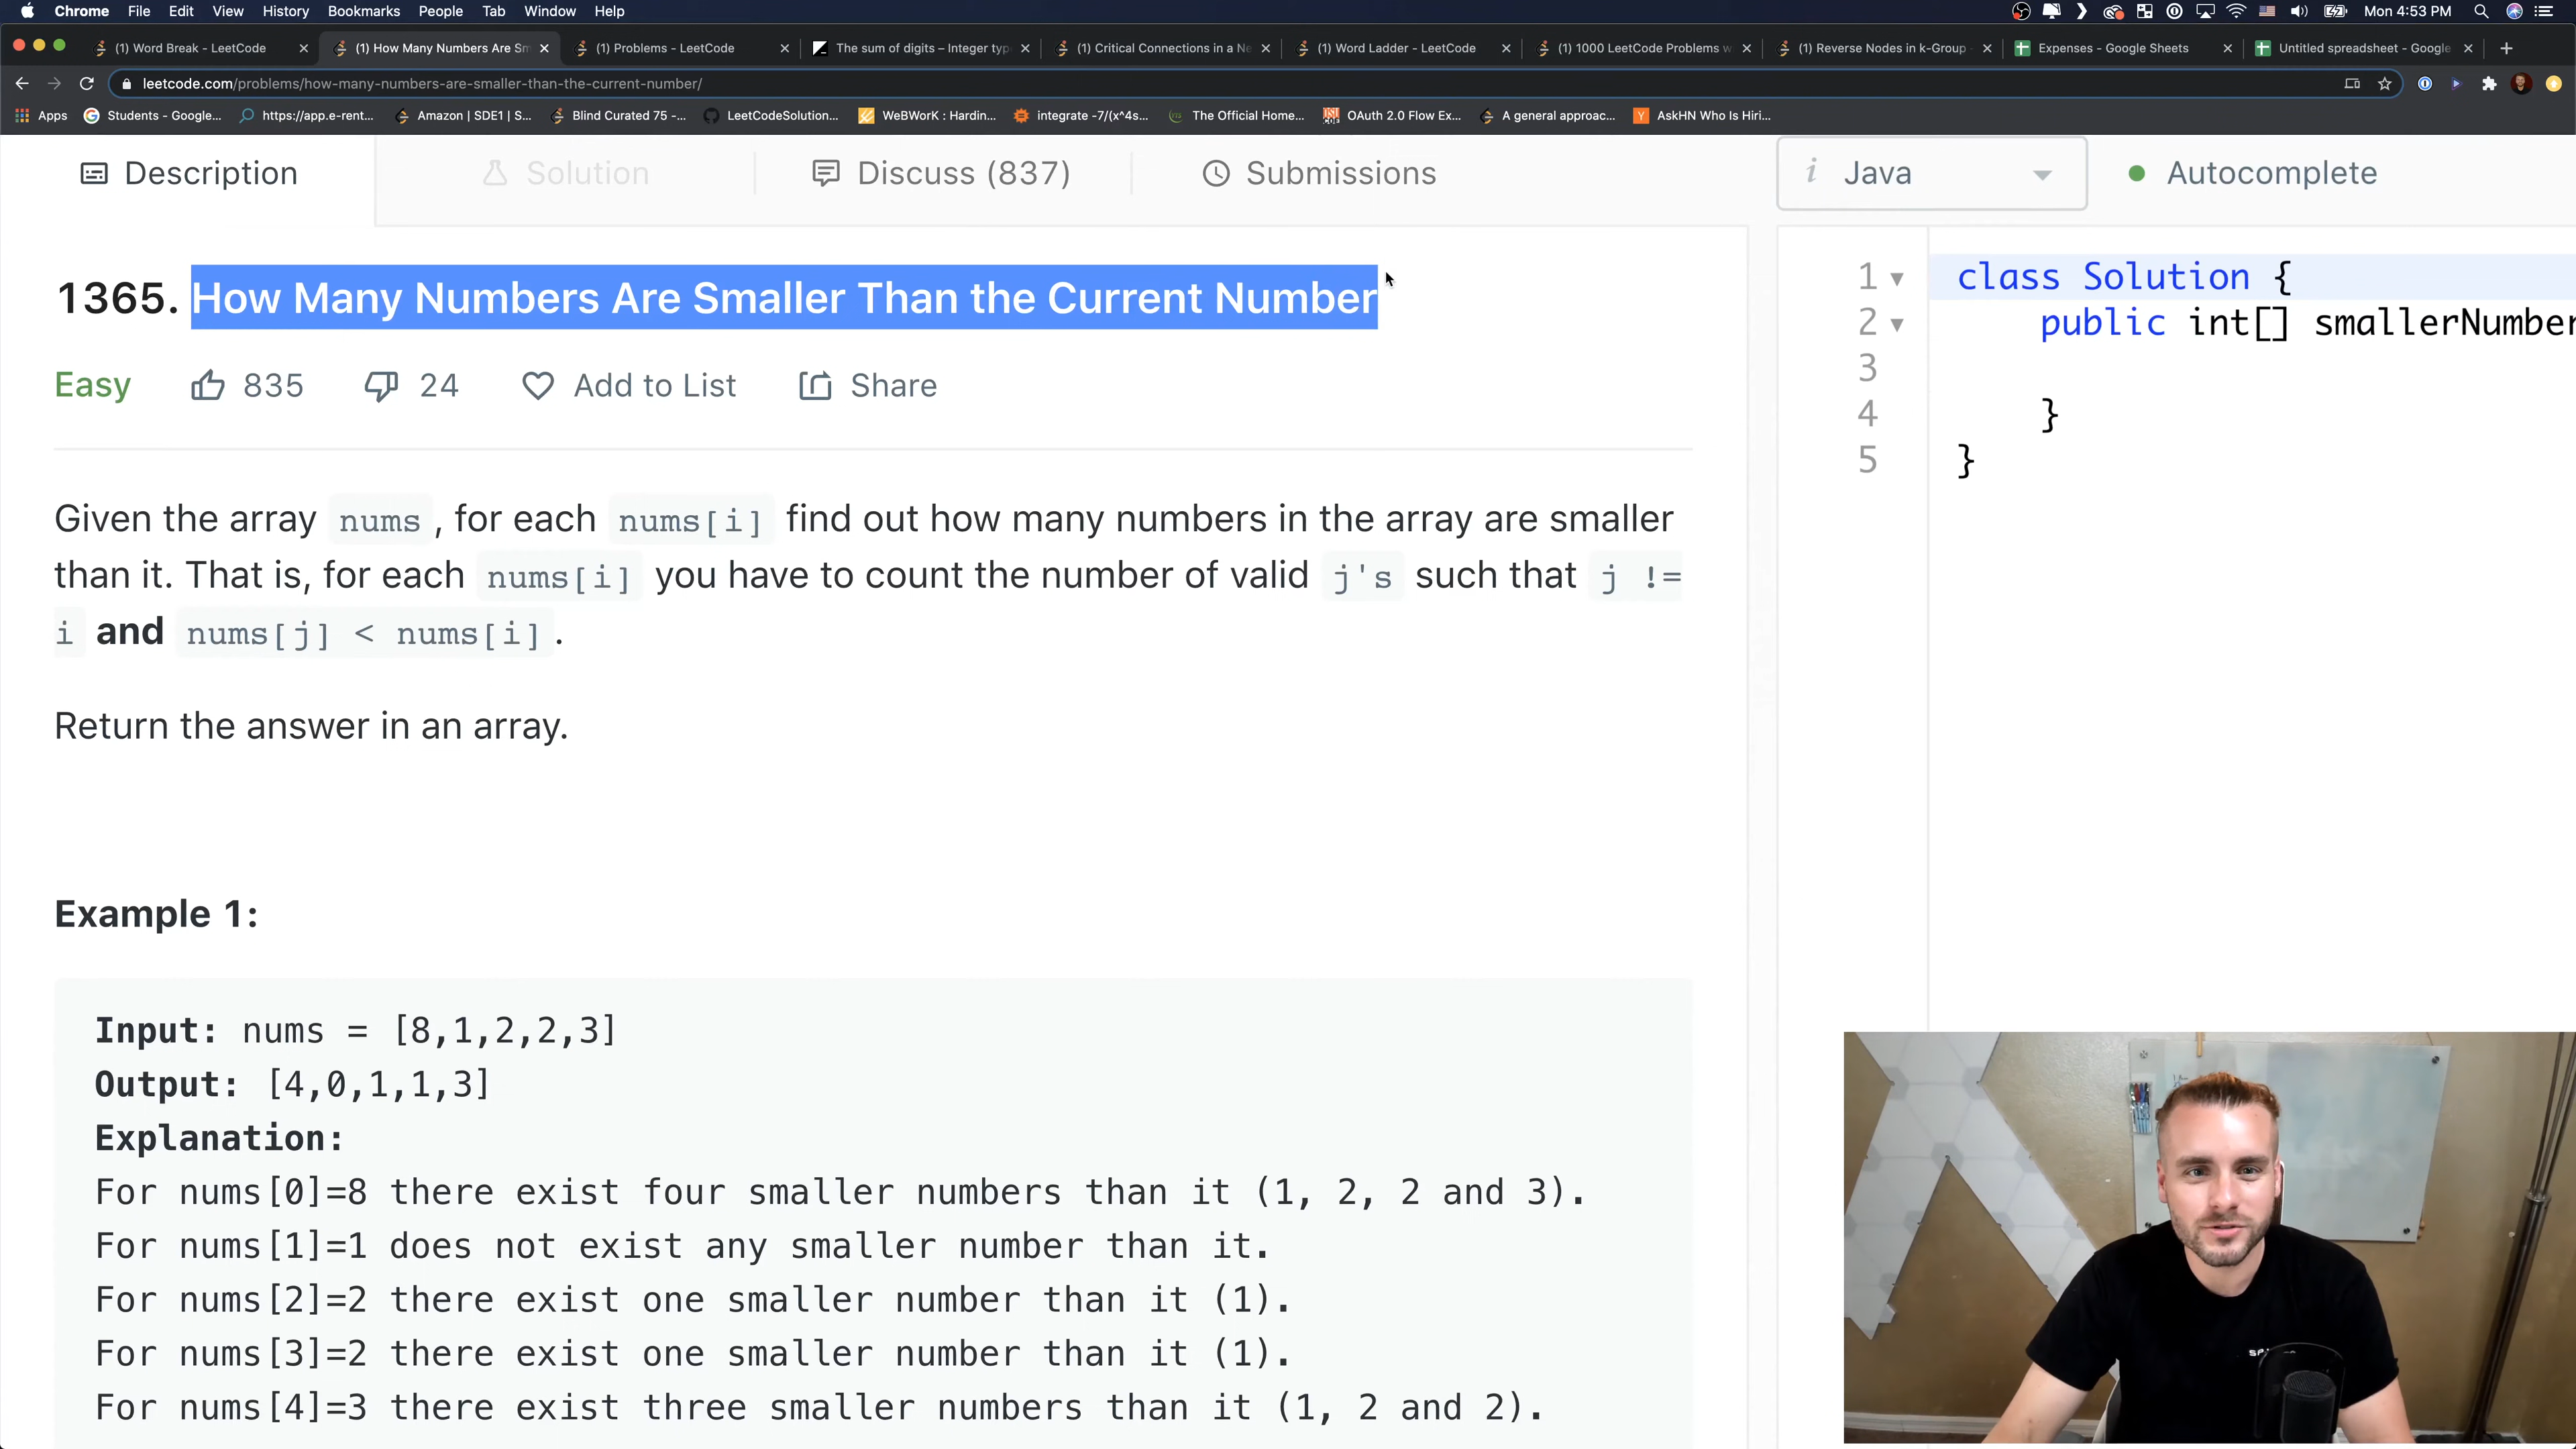 Chrome File Edit View History Bookmarks People Tab Window Help Mon 4:53 PM
(1) Word Break - LeetCode (1) How Many Numbers Are Sm (1) Problems - LeetCode The sum of digits – Integer typ (1) Critical Connections in a Ne (1) Word Ladder - LeetCode (1) 1000 LeetCode Problems w (1) Reverse Nodes in k-Group - Expenses - Google Sheets Untitled spreadsheet - Google
leetcode.com/problems/how-many-numbers-are-smaller-than-the-current-number/
Apps Students - Google... https://app.e-rent... Amazon | SDE1 | S... Blind Curated 75 -... LeetCodeSolution... WeBWorK : Hardin... integrate -7/(x^4s... The Official Home... OAuth 2.0 Flow Ex... A general approac... AskHN Who Is Hiri...
Description Solution Discuss (837) Submissions i Java Autocomplete
1365. How Many Numbers Are Smaller Than the Current Number
Easy 835 24 Add to List Share
Given the array nums , for each nums[i] find out how many numbers in the array are smaller
than it. That is, for each nums[i] you have to count the number of valid j's such that j !=
i and nums[j] < nums[i] .
Return the answer in an array.
Example 1:
Input: nums = [8,1,2,2,3]
Output: [4,0,1,1,3]
Explanation:
For nums[0]=8 there exist four smaller numbers than it (1, 2, 2 and 3).
For nums[1]=1 does not exist any smaller number than it.
For nums[2]=2 there exist one smaller number than it (1).
For nums[3]=2 there exist one smaller number than it (1).
For nums[4]=3 there exist three smaller numbers than it (1, 2 and 2).
1 class Solution {
2 public int[] smallerNumber
3
4 }
5 }